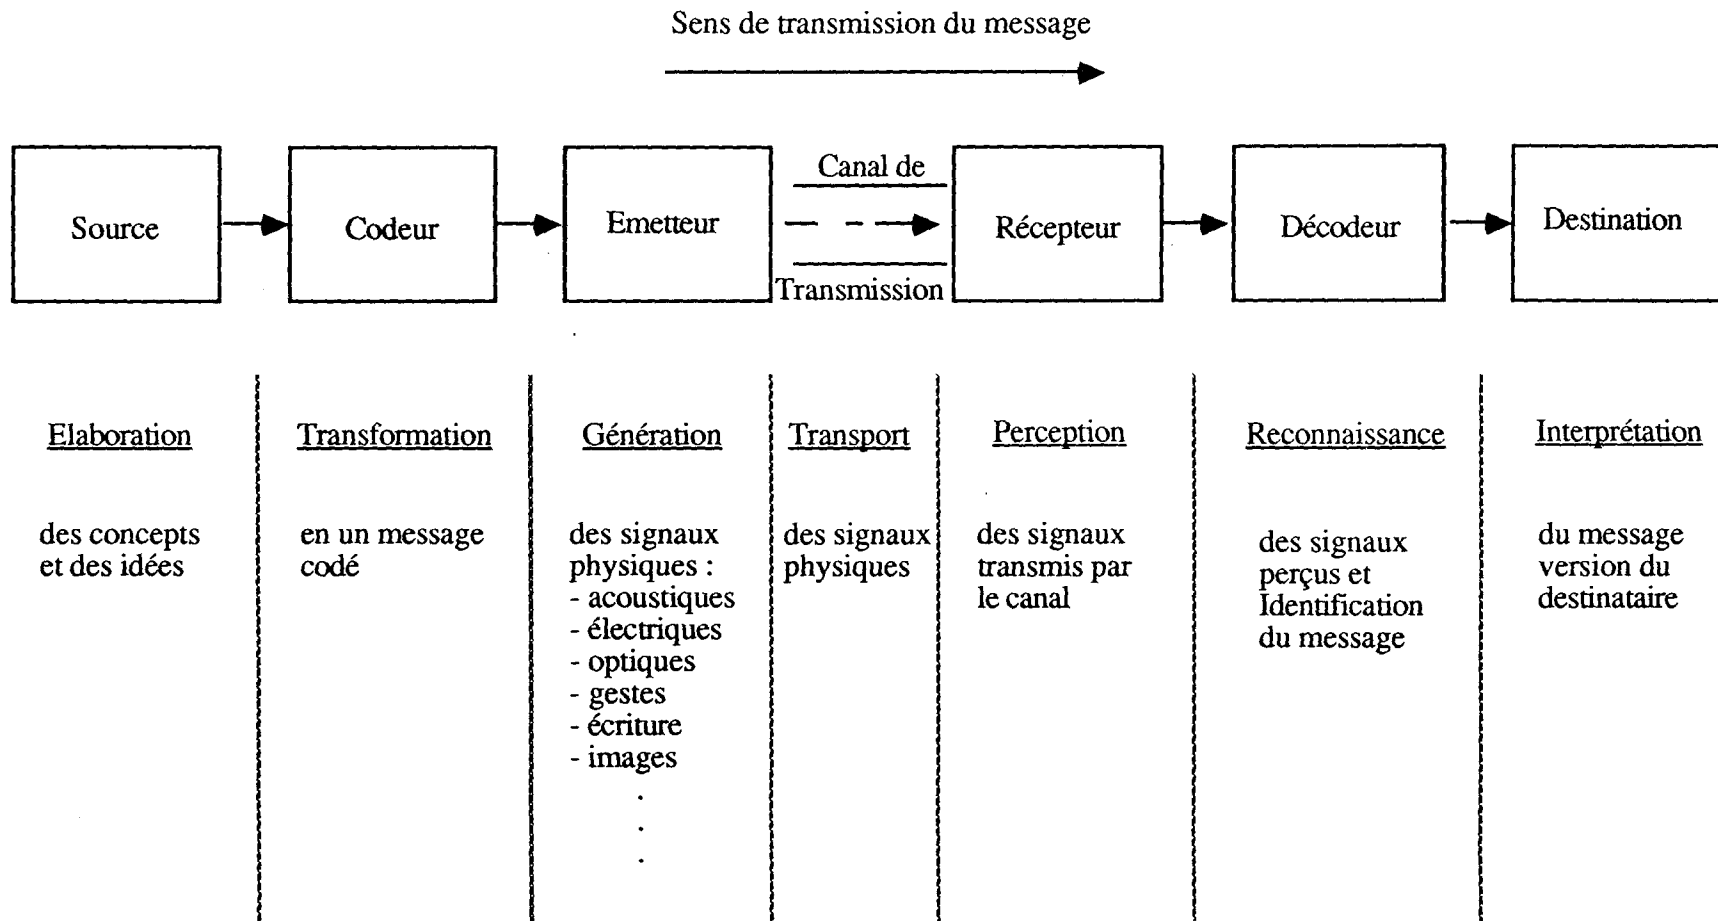 Sens de transmission du message
Source
Codeur
Emetteur
Canal de
Transmission
Récepteur
Décodeur
Destination
Elaboration
des concepts
et des idées
Transformation
en un message
codé
Génération
des signaux
physiques :
- acoustiques
- électriques
- optiques
- gestes
- écriture
- images
.
.
.
Transport
des signaux
physiques
Perception
des signaux
transmis par
le canal
Reconnaissance
des signaux
perçus et
Identification
du message
Interprétation
du message
version du
destinataire